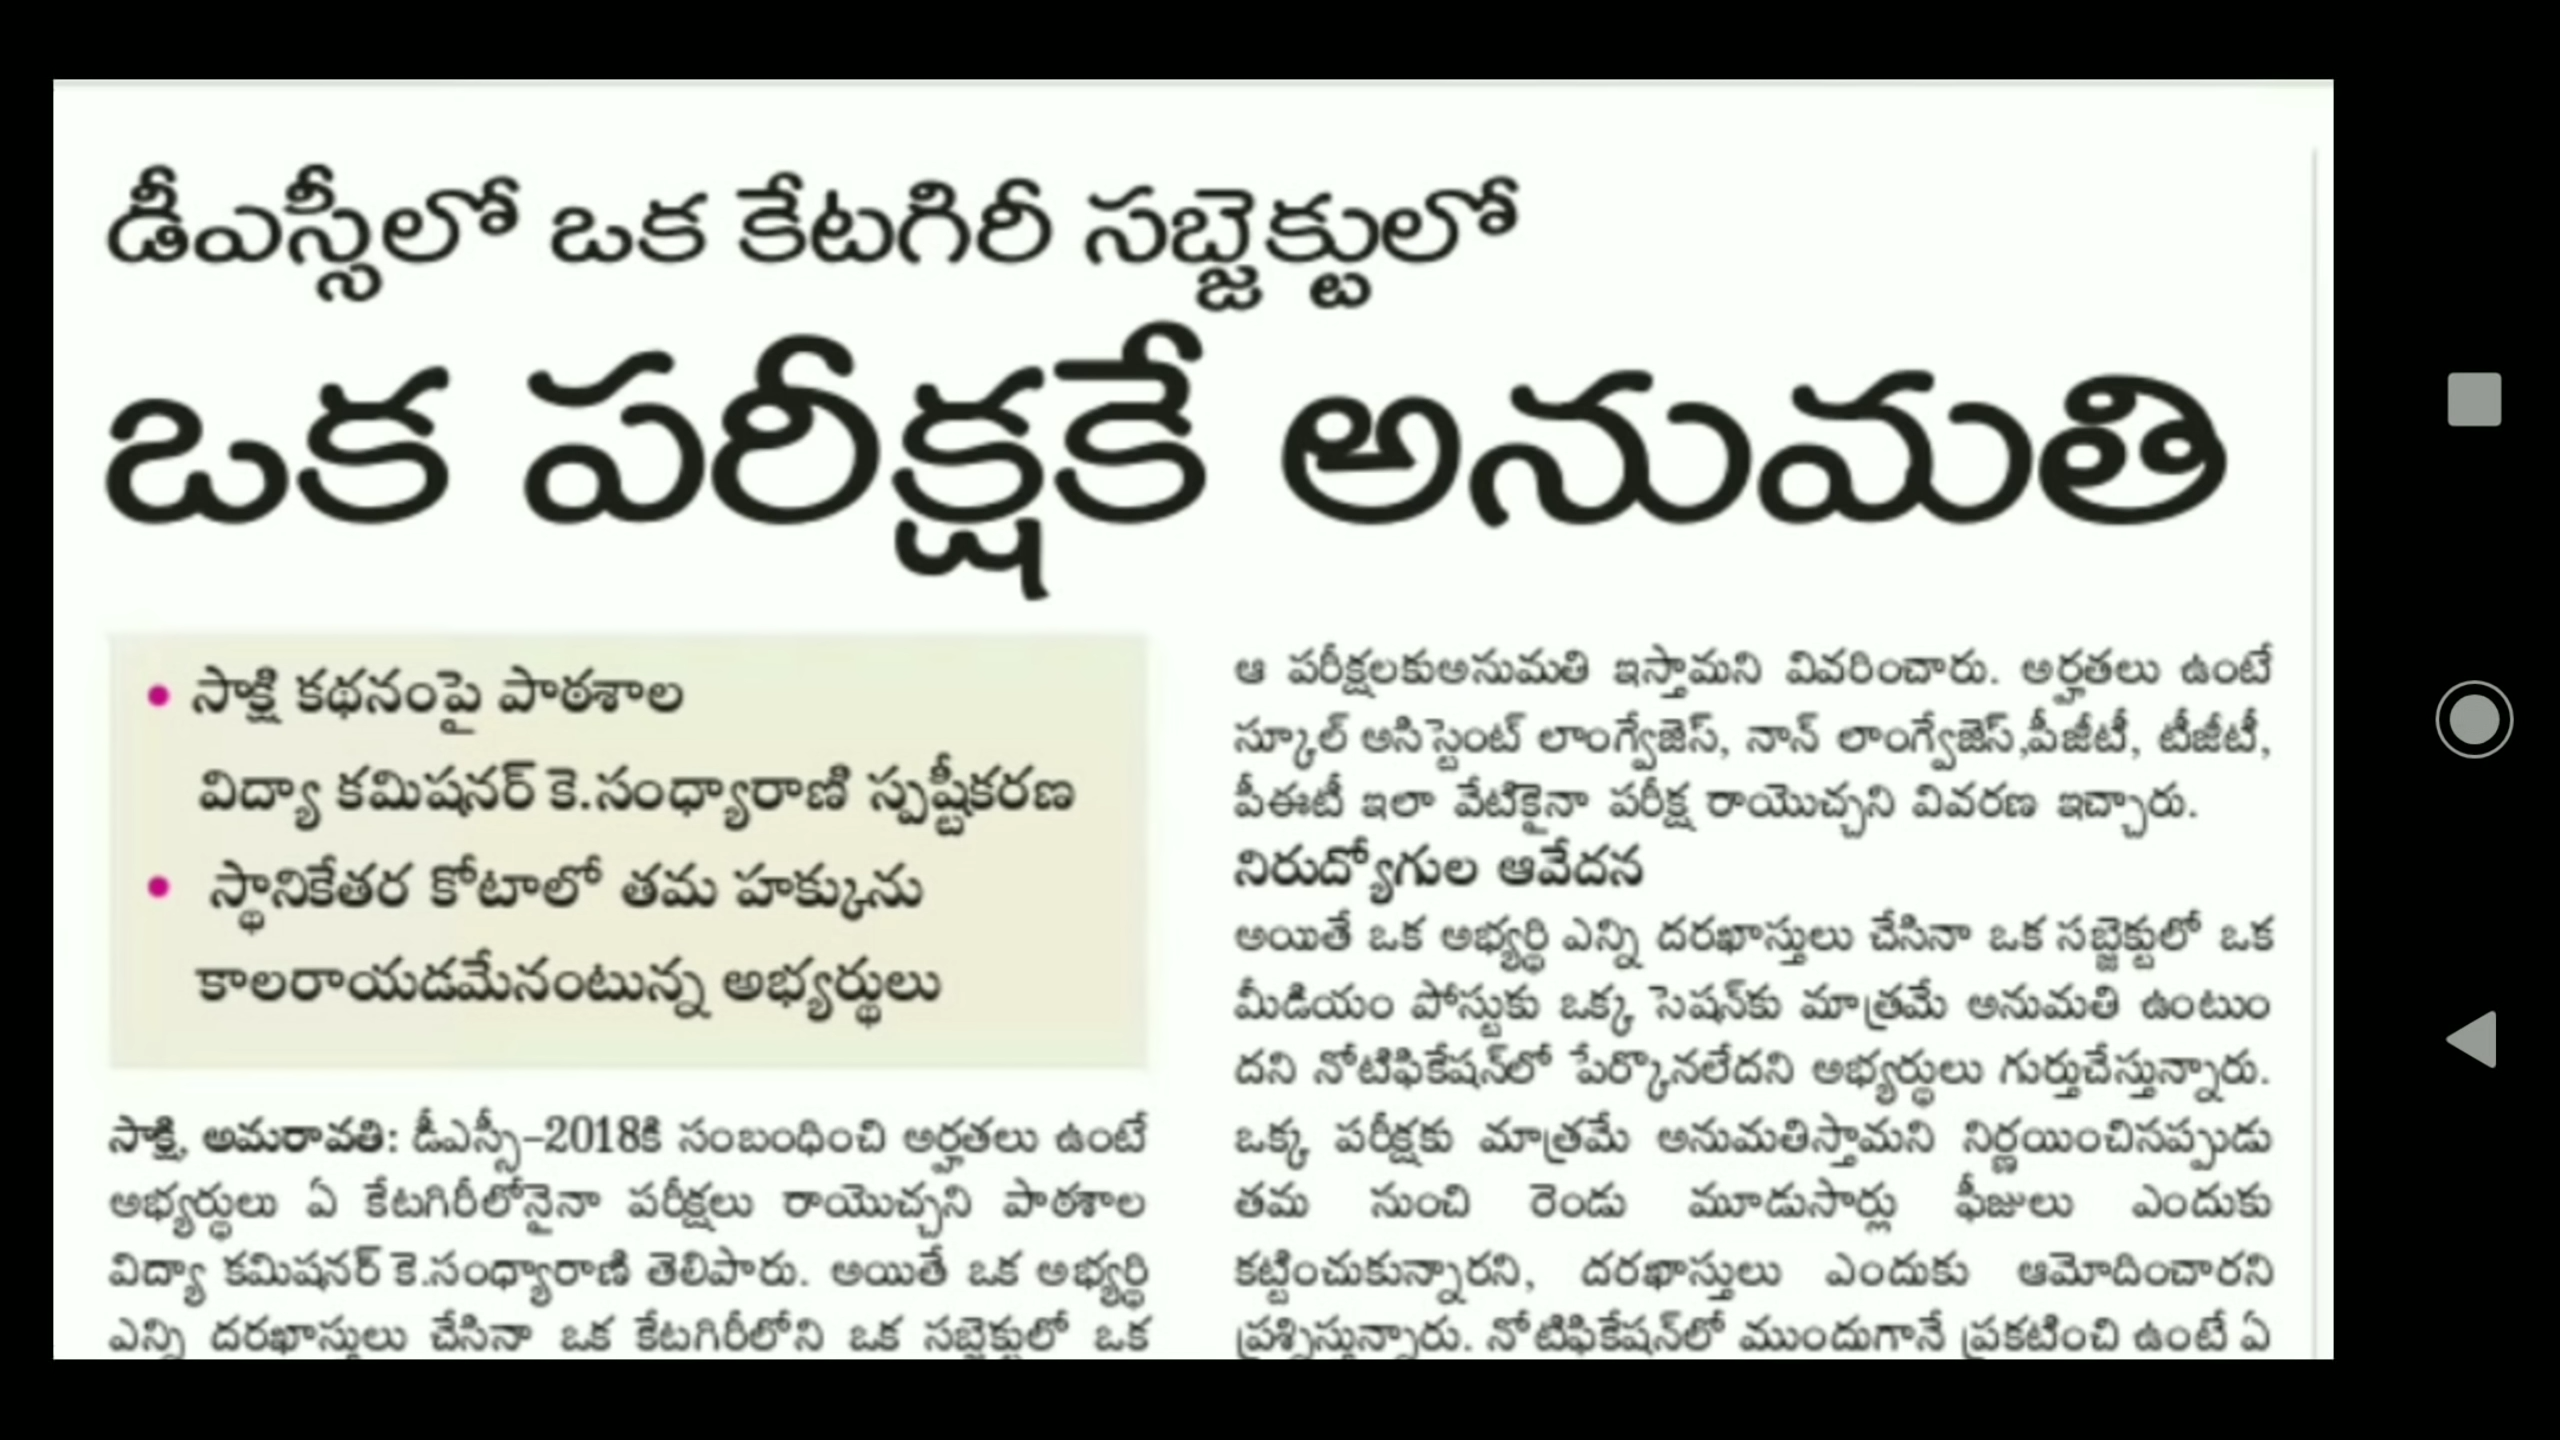 డీఎస్సీలో ఒక కేటగిరీ సబ్జెక్టులో
ఒక పరీక్షకే అనుమతి
• సాక్షి కథనంపై పాఠశాల
విద్యా కమిషనర్ కె.సంధ్యారాణి స్పష్టీకరణ
• స్థానికేతర కోటాలో తమ హక్కును
కాలరాయడమేనంటున్న అభ్యర్థులు
సాక్షి, అమరావతి: డీఎస్సీ–2018కి సంబంధించి అర్హతలు ఉంటే
అభ్యర్థులు ఏ కేటగిరీలోనైనా పరీక్షలు రాయొచ్చని పాఠశాల
విద్యా కమిషనర్ కె.సంధ్యారాణి తెలిపారు. అయితే ఒక అభ్యర్థి
ఎన్ని దరఖాస్తులు చేసినా ఒక కేటగిరీలోని ఒక సబ్జెక్టులో ఒక
ఆ పరీక్షలకుఅనుమతి ఇస్తామని వివరించారు. అర్హతలు ఉంటే
స్కూల్ అసిస్టెంట్ లాంగ్వేజెస్, నాన్ లాంగ్వేజెస్,పీజీటీ, టీజీటీ,
పీఈటీ ఇలా వేటికైనా పరీక్ష రాయొచ్చని వివరణ ఇచ్చారు.
నిరుద్యోగుల ఆవేదన
అయితే ఒక అభ్యర్థి ఎన్ని దరఖాస్తులు చేసినా ఒక సబ్జెక్టులో ఒక
మీడియం పోస్టుకు ఒక్క సెషన్‌కు మాత్రమే అనుమతి ఉంటుం
దని నోటిఫికేషన్‌లో పేర్కొనలేదని అభ్యర్థులు గుర్తుచేస్తున్నారు.
ఒక్క పరీక్షకు మాత్రమే అనుమతిస్తామని నిర్ణయించినప్పుడు
తమ నుంచి రెండు మూడుసార్లు ఫీజులు ఎందుకు
కట్టించుకున్నారని, దరఖాస్తులు ఎందుకు ఆమోదించారని
ప్రశ్నిస్తున్నారు. నోటిఫికేషన్‌లో ముందుగానే ప్రకటించి ఉంటే ఏ